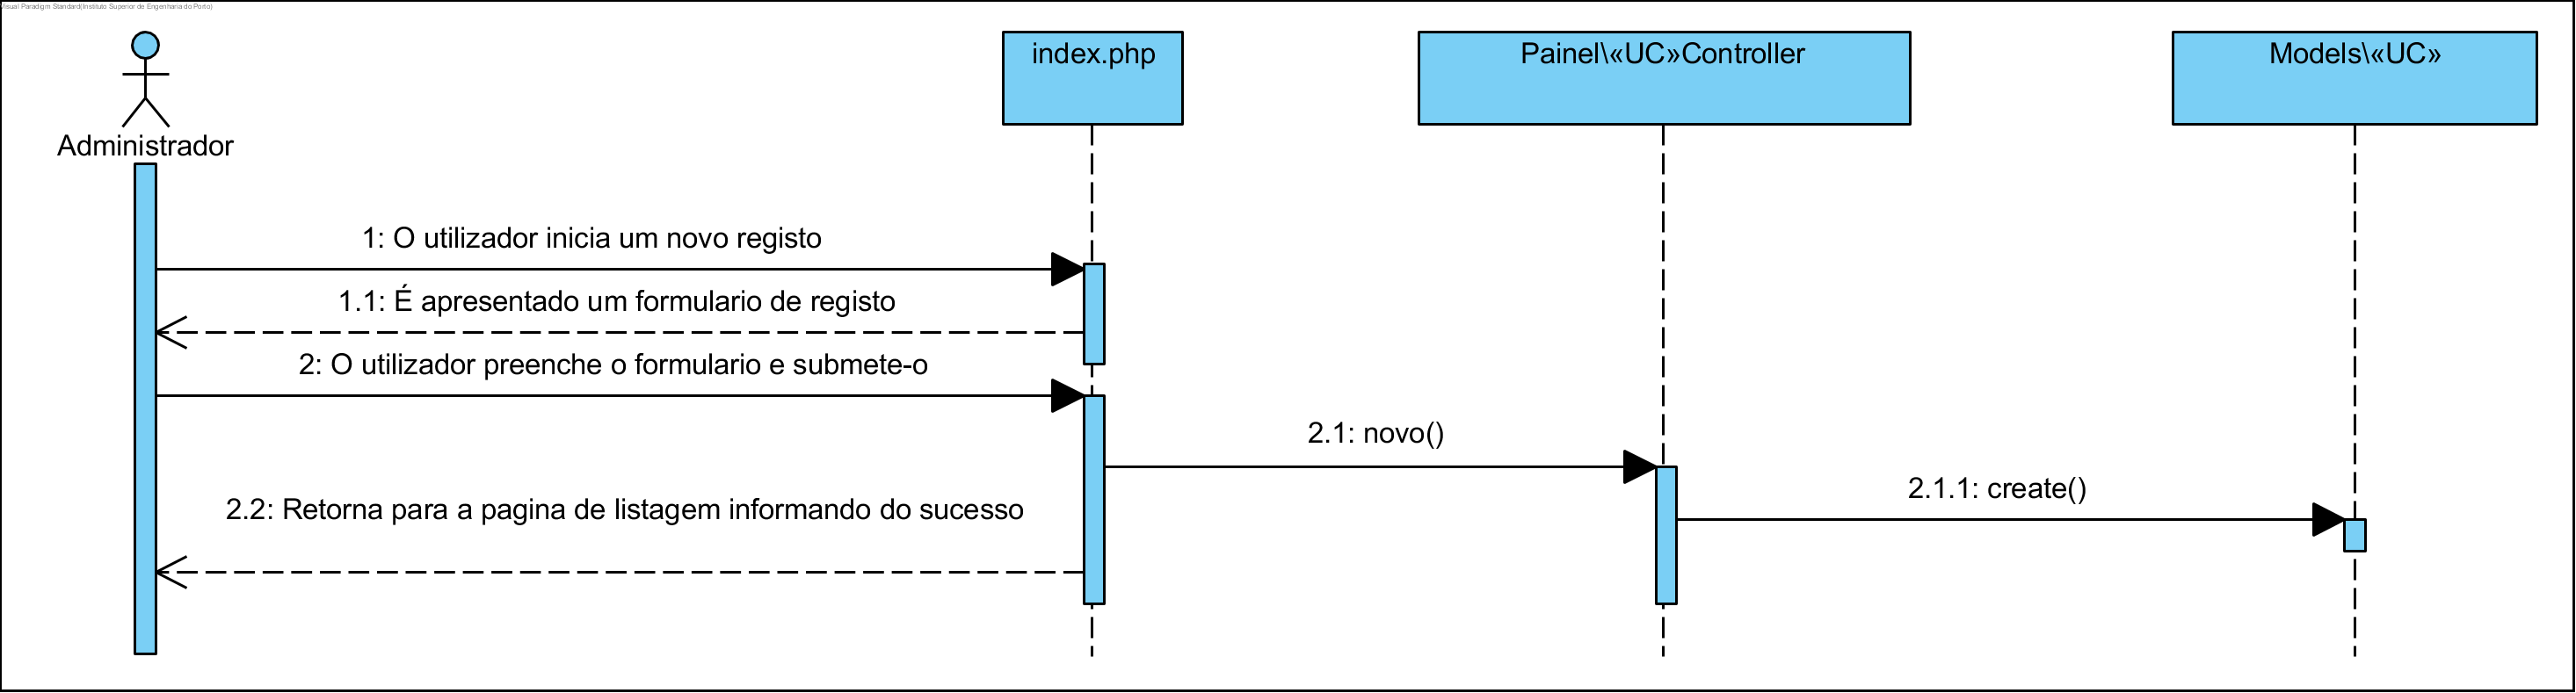 Visual Paradigm Standard(Instituto Superior de Engenharia do Porto)
index.php
Painel\«UC»Controller
Models\«UC»
Administrador
1: O utilizador inicia um novo registo
1.1: É apresentado um formulario de registo
2: O utilizador preenche o formulario e submete-o
2.1: novo()
2.1.1: create()
2.2: Retorna para a pagina de listagem informando do sucesso